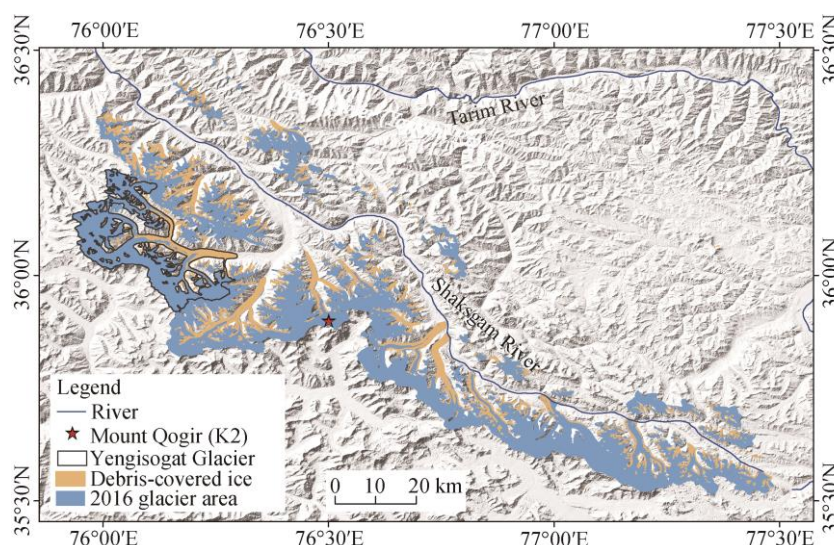 76°00′E 76°30′E 77°00′E 77°30′E
36°30′N
36°30′N
Tarim River
36°00′N
36°00′N
Shaksgam River
Legend
River
Mount Qogir (K2)
Yengisogat Glacier
Debris-covered ice
2016 glacier area
0 10 20 km
35°30′N
35°30′N
76°00′E 76°30′E 77°00′E 77°30′E